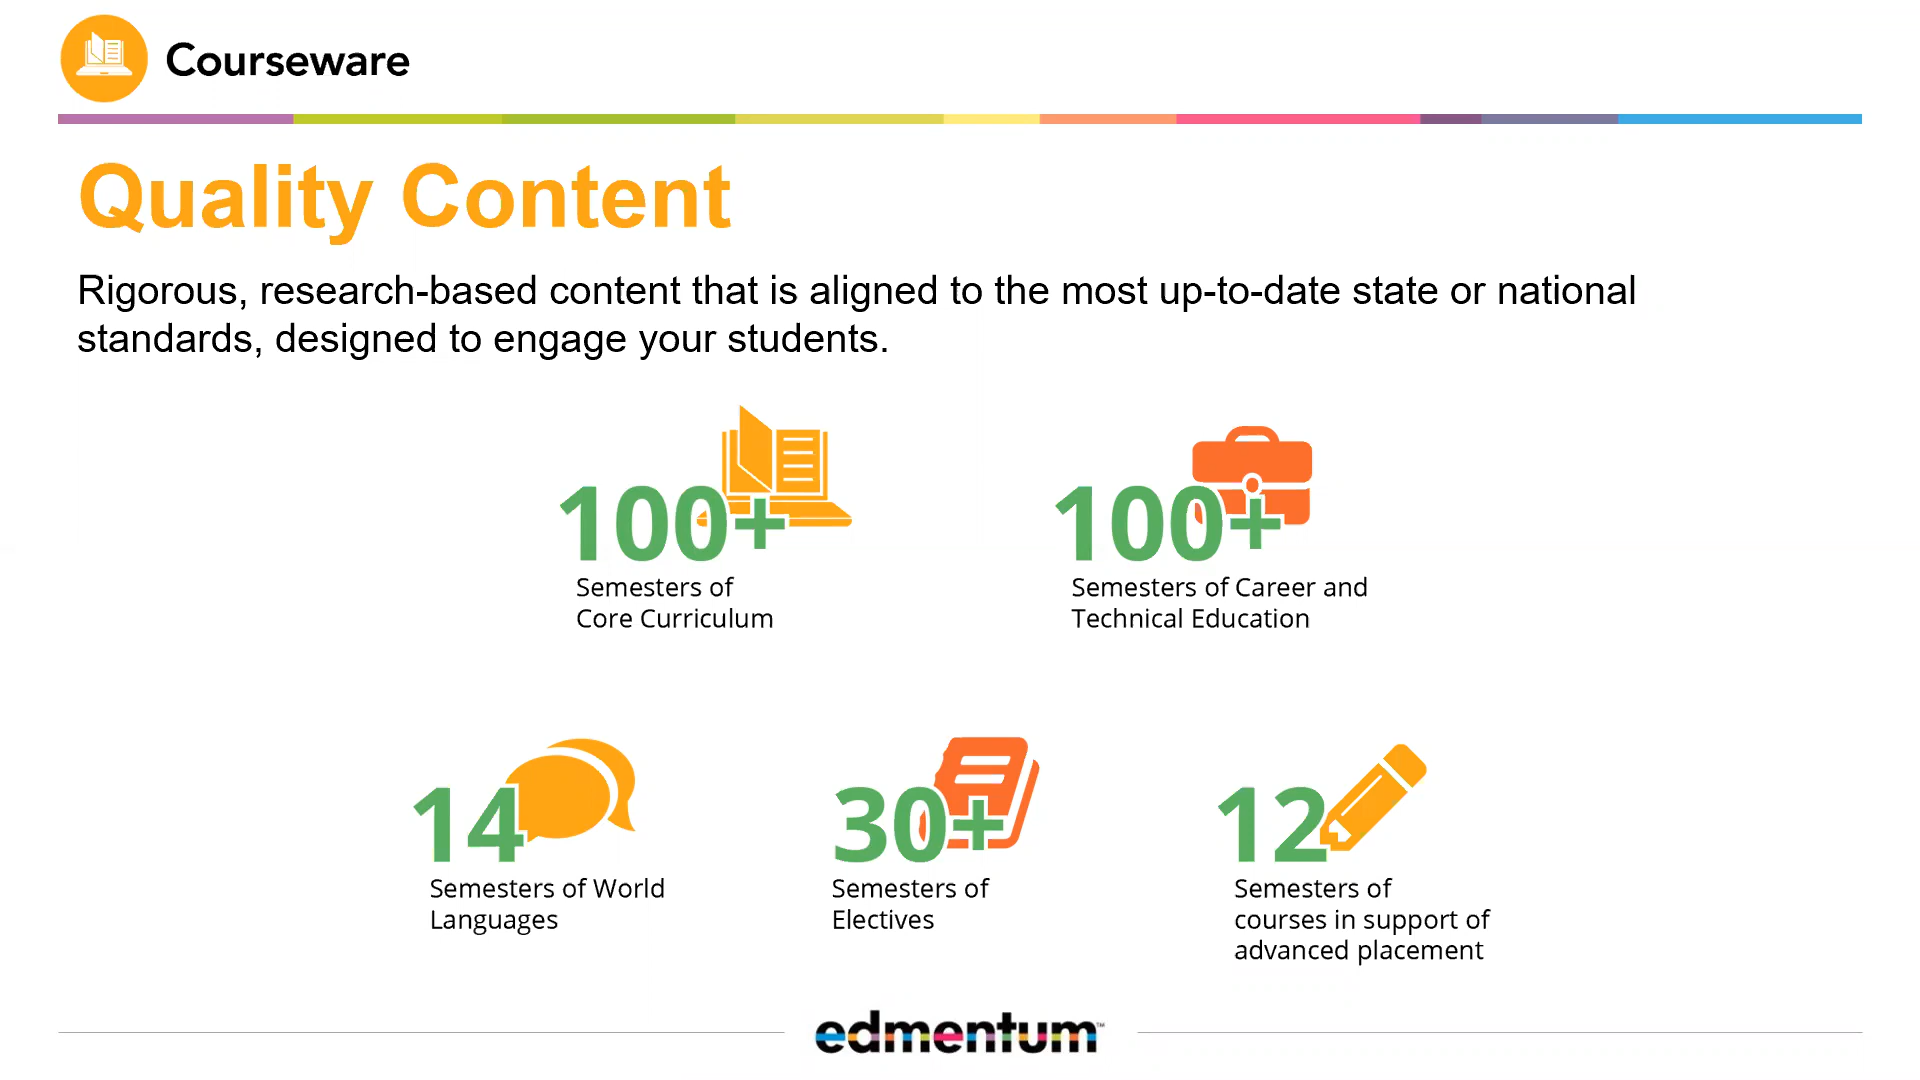 Courseware
Quality Content
Rigorous, research-based content that is aligned to the most up-to-date state or national
standards, designed to engage your students.
100+
Semesters of
Core Curriculum
100+
Semesters of Career and
Technical Education
14
Semesters of World
Languages
30+
Semesters of
Electives
12
Semesters of
courses in support of
advanced placement
edmentum™